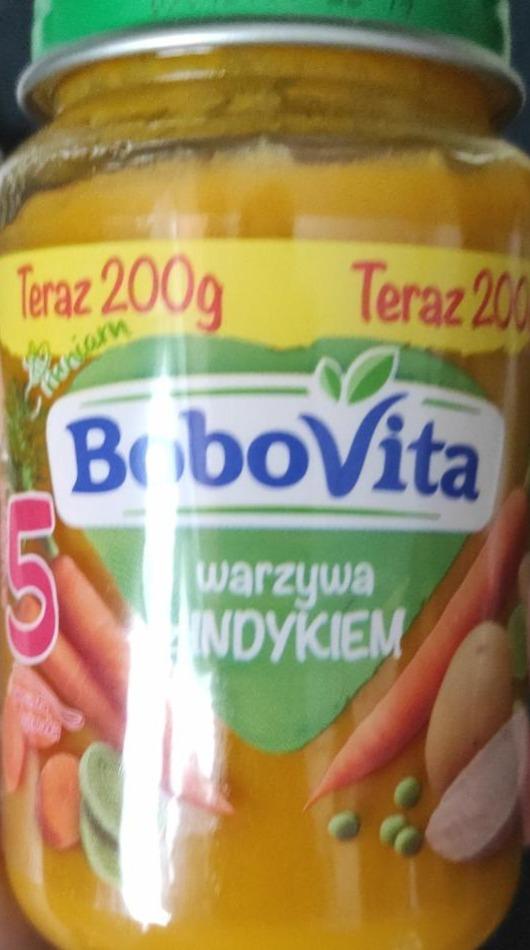 Teraz 200g Teraz 200
BoboVita
5
warzywa
INDYKIEM